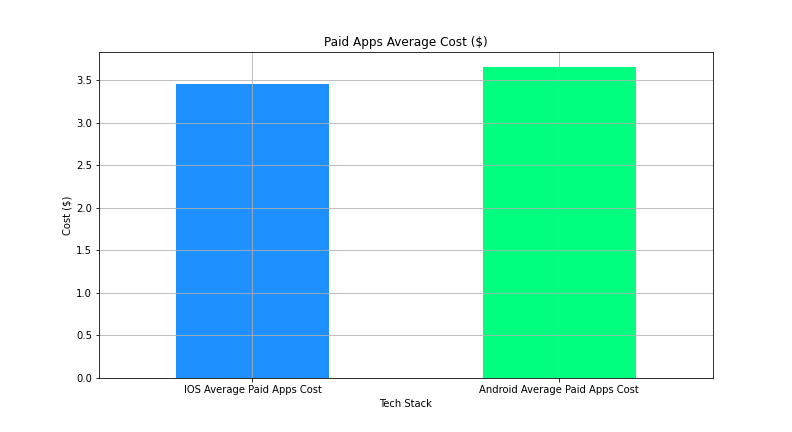 Paid Apps Average Cost ($)
3.5
3.0
2.5
2.0
1.5
1.0
0.5
0.0
Cost ($)
IOS Average Paid Apps Cost
Android Average Paid Apps Cost
Tech Stack